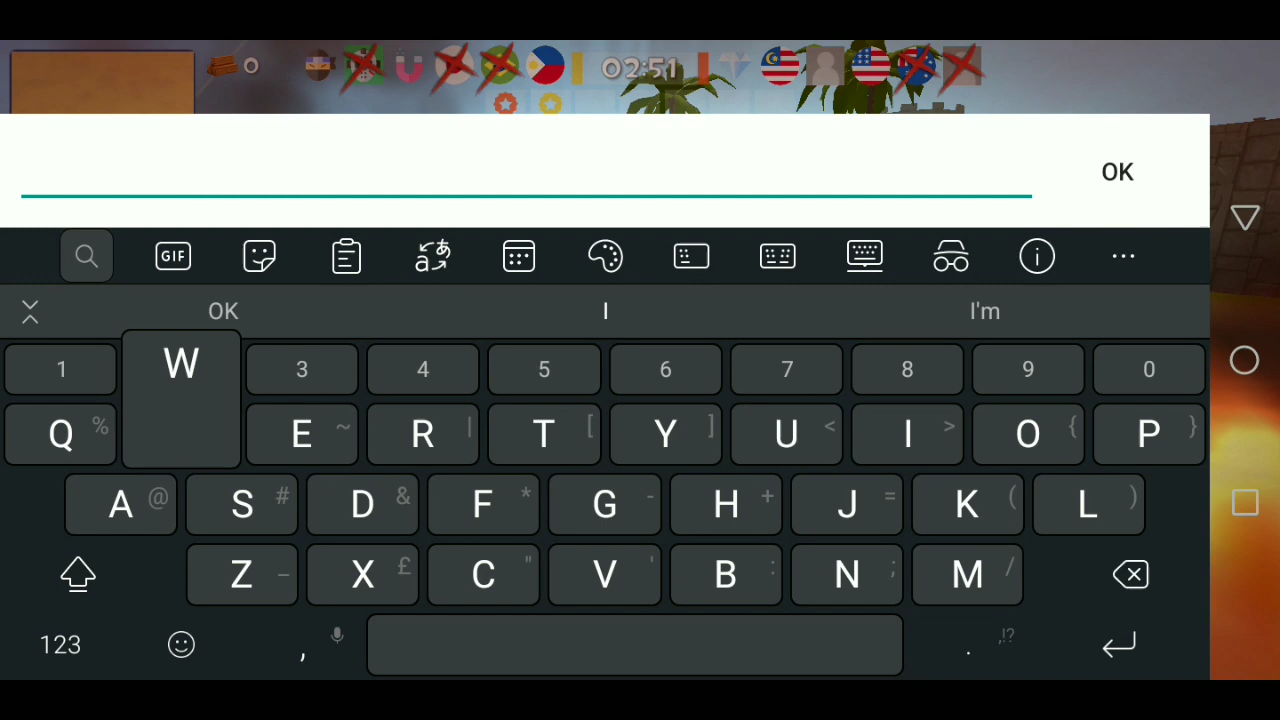 0 02:51
OK
GIF
OK I I'm
1 3 4 5 6 7 8 9 0
W
Q % E ~ R | T [ Y ] U < I > O { P }
A @ S # D & F * G - H + J = K ( L )
Z _ X £ C " V ' B : N ; M /
123 , . ,!?